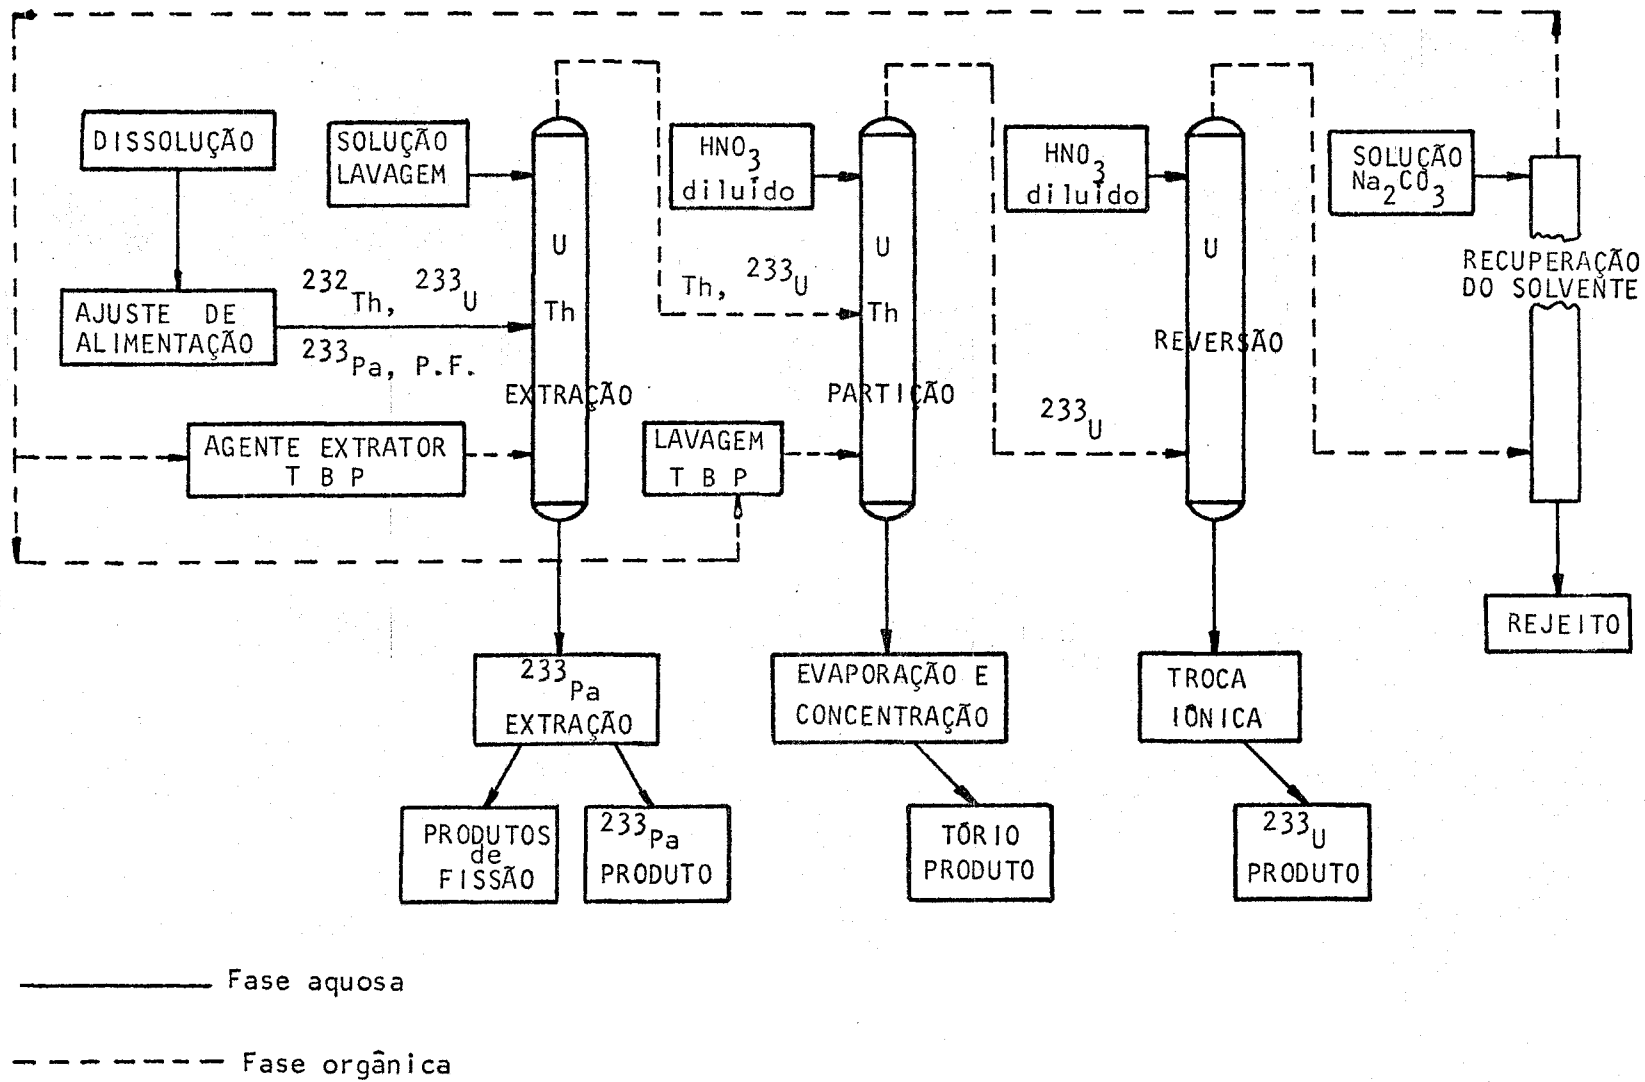 DISSOLUÇÃO
SOLUÇÃO
LAVAGEM
HNO3
diluído
HNO3
diluído
SOLUÇÃO
Na2CO3
U
Th
EXTRAÇÃO
U
Th
PARTIÇÃO
U
REVERSÃO
RECUPERAÇÃO
DO SOLVENTE
AJUSTE DE
ALIMENTAÇÃO
232Th, 233U
233Pa, P.F.
Th, 233U
233U
AGENTE EXTRATOR
T B P
LAVAGEM
T B P
REJEITO
233Pa
EXTRAÇÃO
EVAPORAÇÃO E
CONCENTRAÇÃO
TROCA
IÔNICA
PRODUTOS
de
FISSÃO
233Pa
PRODUTO
TÓRIO
PRODUTO
233U
PRODUTO
Fase aquosa
Fase orgânica